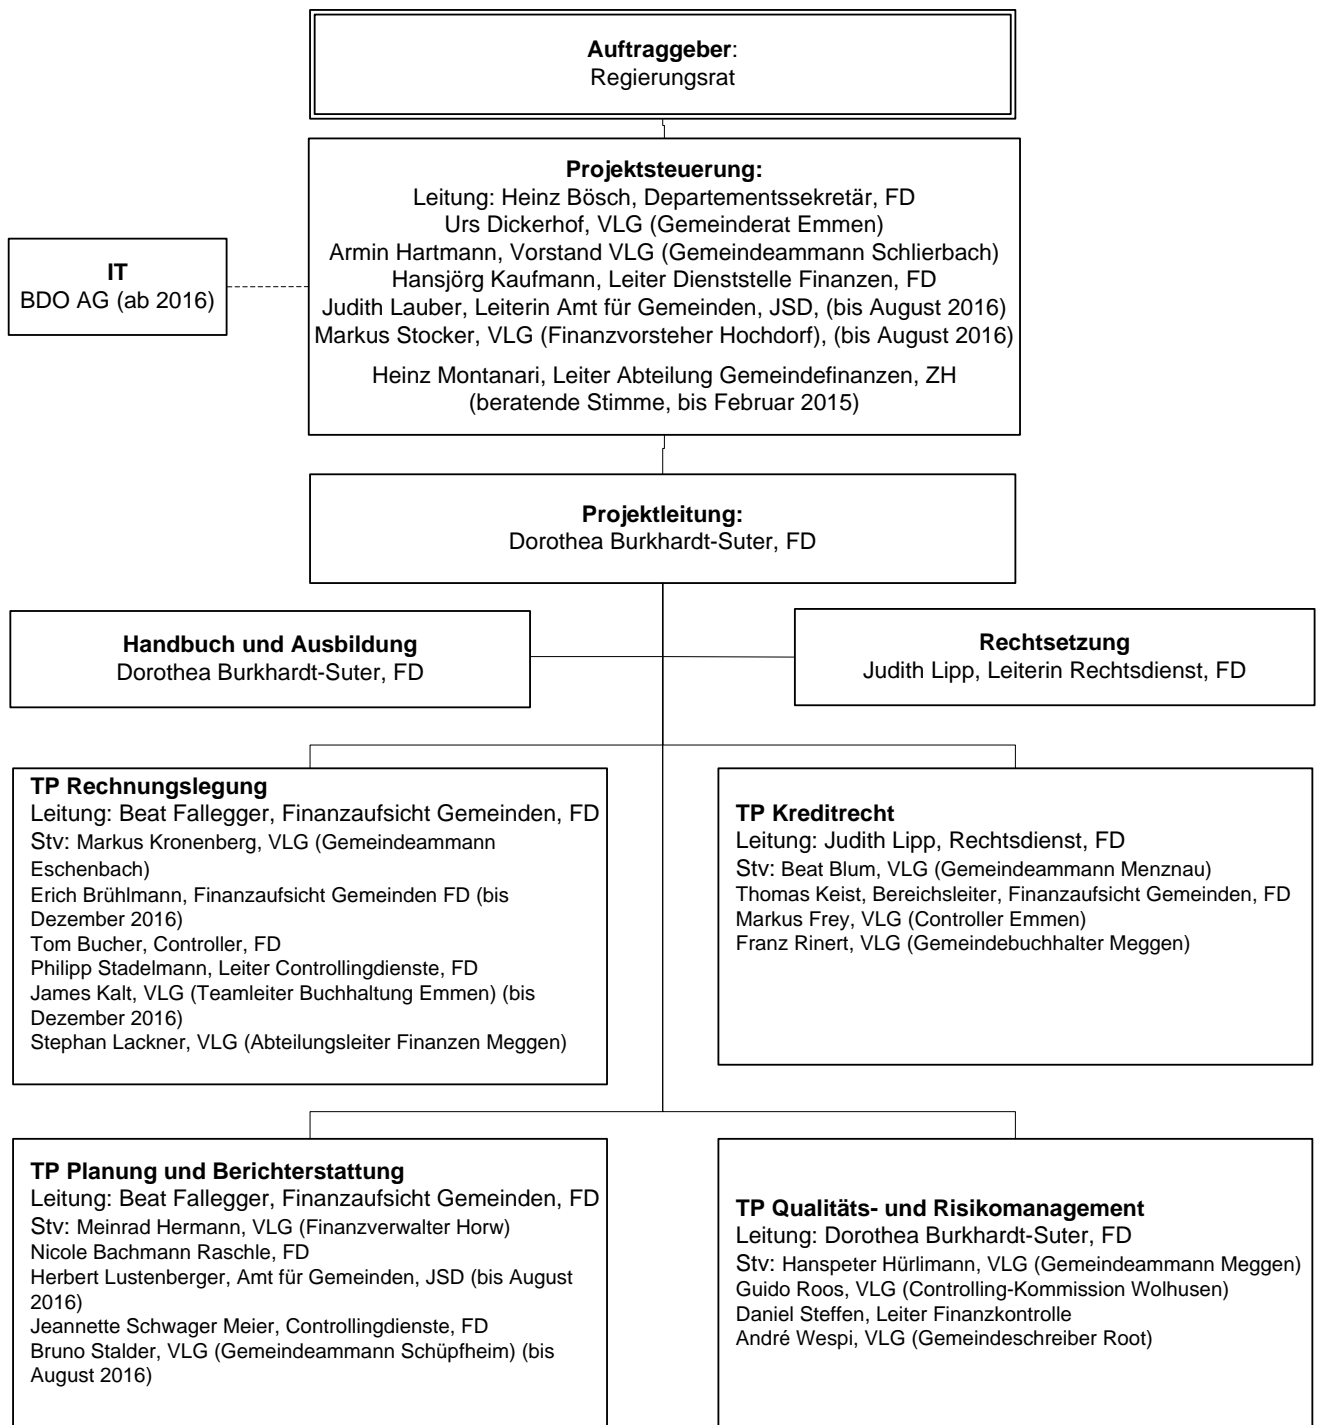 Auftraggeber:
Regierungsrat
Projektsteuerung:
Leitung: Heinz Bösch, Departementssekretär, FD
Urs Dickerhof, VLG (Gemeinderat Emmen)
Armin Hartmann, Vorstand VLG (Gemeindeammann Schlierbach)
Hansjörg Kaufmann, Leiter Dienststelle Finanzen, FD
Judith Lauber, Leiterin Amt für Gemeinden, JSD, (bis August 2016)
Markus Stocker, VLG (Finanzvorsteher Hochdorf), (bis August 2016)
Heinz Montanari, Leiter Abteilung Gemeindefinanzen, ZH
(beratende Stimme, bis Februar 2015)
IT
BDO AG (ab 2016)
Projektleitung:
Dorothea Burkhardt-Suter, FD
Handbuch und Ausbildung
Dorothea Burkhardt-Suter, FD
Rechtsetzung
Judith Lipp, Leiterin Rechtsdienst, FD
TP Rechnungslegung
Leitung: Beat Fallegger, Finanzaufsicht Gemeinden, FD
Stv: Markus Kronenberg, VLG (Gemeindeammann
Eschenbach)
Erich Brühlmann, Finanzaufsicht Gemeinden FD (bis
Dezember 2016)
Tom Bucher, Controller, FD
Philipp Stadelmann, Leiter Controllingdienste, FD
James Kalt, VLG (Teamleiter Buchhaltung Emmen) (bis
Dezember 2016)
Stephan Lackner, VLG (Abteilungsleiter Finanzen Meggen)
TP Kreditrecht
Leitung: Judith Lipp, Rechtsdienst, FD
Stv: Beat Blum, VLG (Gemeindeammann Menznau)
Thomas Keist, Bereichsleiter, Finanzaufsicht Gemeinden, FD
Markus Frey, VLG (Controller Emmen)
Franz Rinert, VLG (Gemeindebuchhalter Meggen)
TP Planung und Berichterstattung
Leitung: Beat Fallegger, Finanzaufsicht Gemeinden, FD
Stv: Meinrad Hermann, VLG (Finanzverwalter Horw)
Nicole Bachmann Raschle, FD
Herbert Lustenberger, Amt für Gemeinden, JSD (bis August
2016)
Jeannette Schwager Meier, Controllingdienste, FD
Bruno Stalder, VLG (Gemeindeammann Schüpfheim) (bis
August 2016)
TP Qualitäts- und Risikomanagement
Leitung: Dorothea Burkhardt-Suter, FD
Stv: Hanspeter Hürlimann, VLG (Gemeindeammann Meggen)
Guido Roos, VLG (Controlling-Kommission Wolhusen)
Daniel Steffen, Leiter Finanzkontrolle
André Wespi, VLG (Gemeindeschreiber Root)